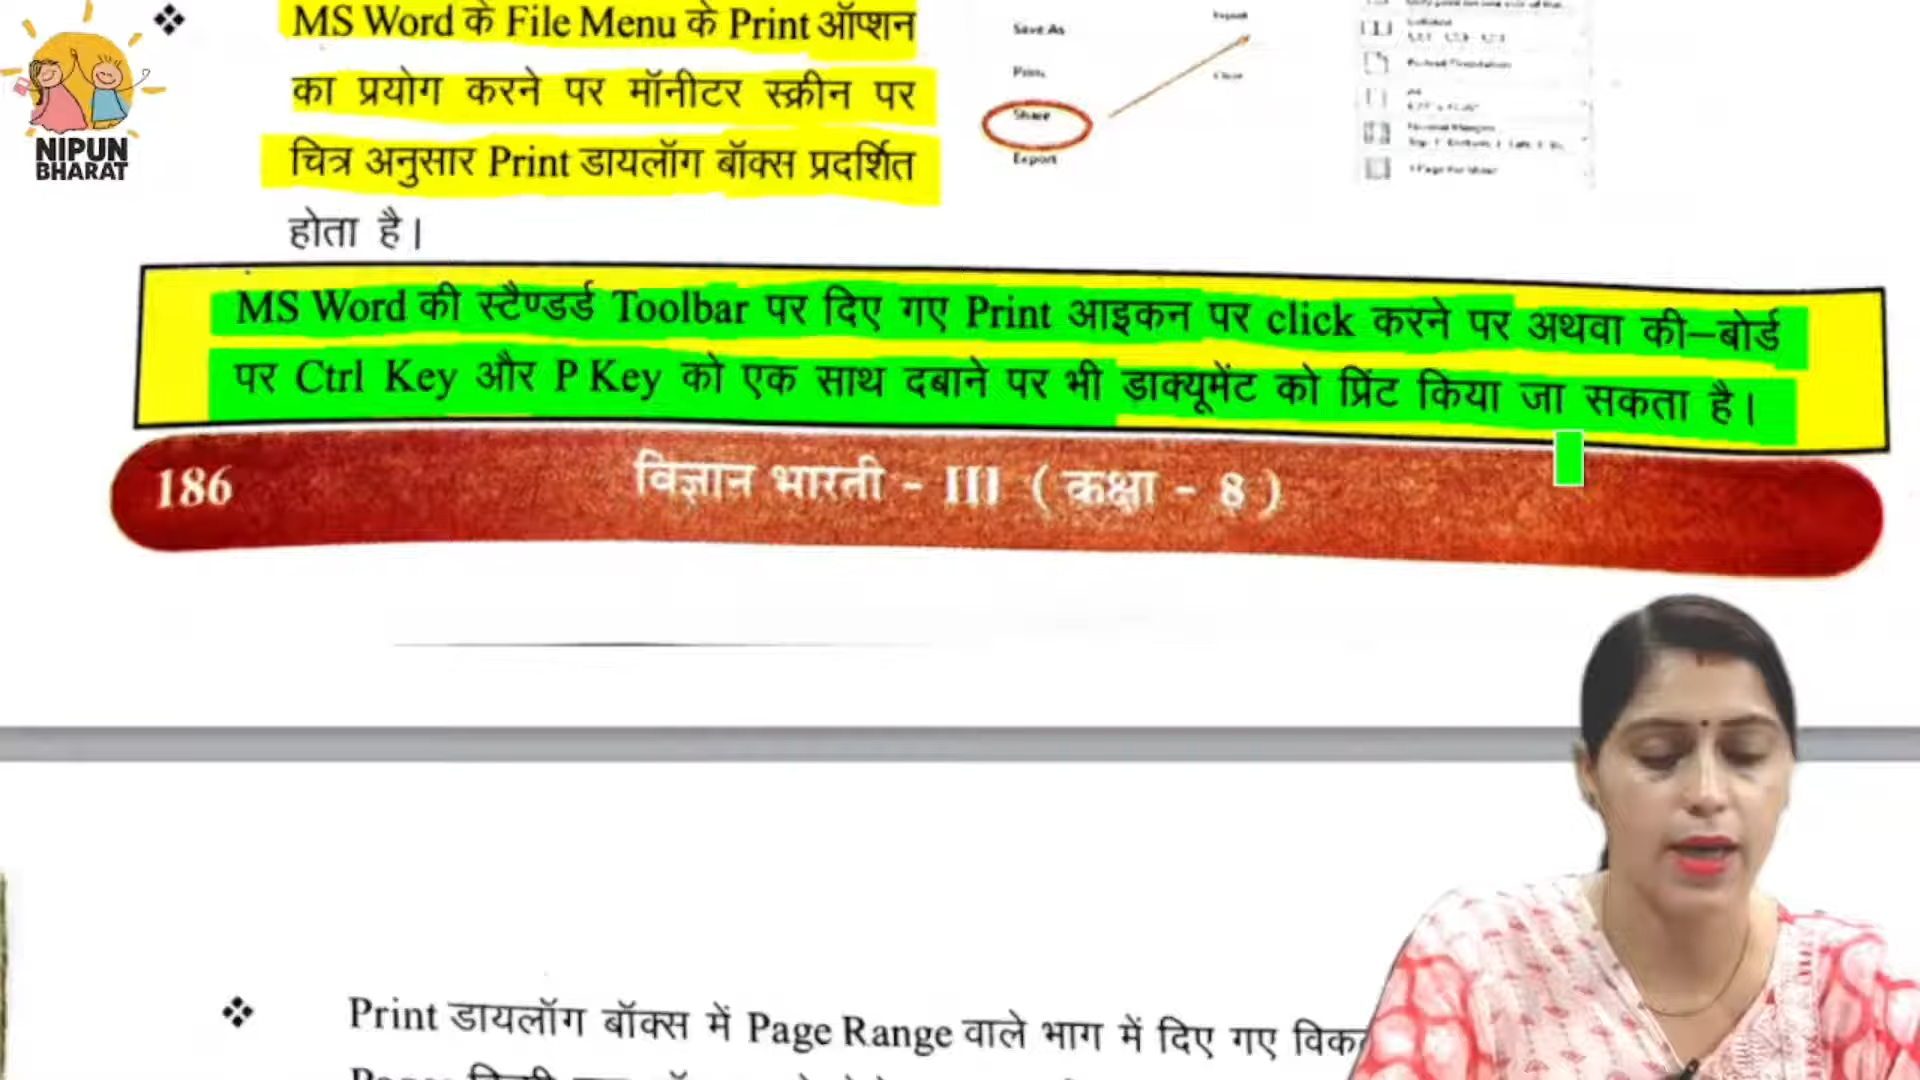 MS Word के File Menu के Print ऑप्शन
का प्रयोग करने पर मॉनीटर स्क्रीन पर
चित्र अनुसार Print डायलॉग बॉक्स प्रदर्शित
होता है।
Save As
Print
Share
Export
Close
NIPUN
BHARAT
MS Word की स्टैण्डर्ड Toolbar पर दिए गए Print आइकन पर click करने पर अथवा की–बोर्ड
पर Ctrl Key और P Key को एक साथ दबाने पर भी डाक्यूमेंट को प्रिंट किया जा सकता है।
186
विज्ञान भारती - III ( कक्षा - 8 )
Print डायलॉग बॉक्स में Page Range वाले भाग में दिए गए